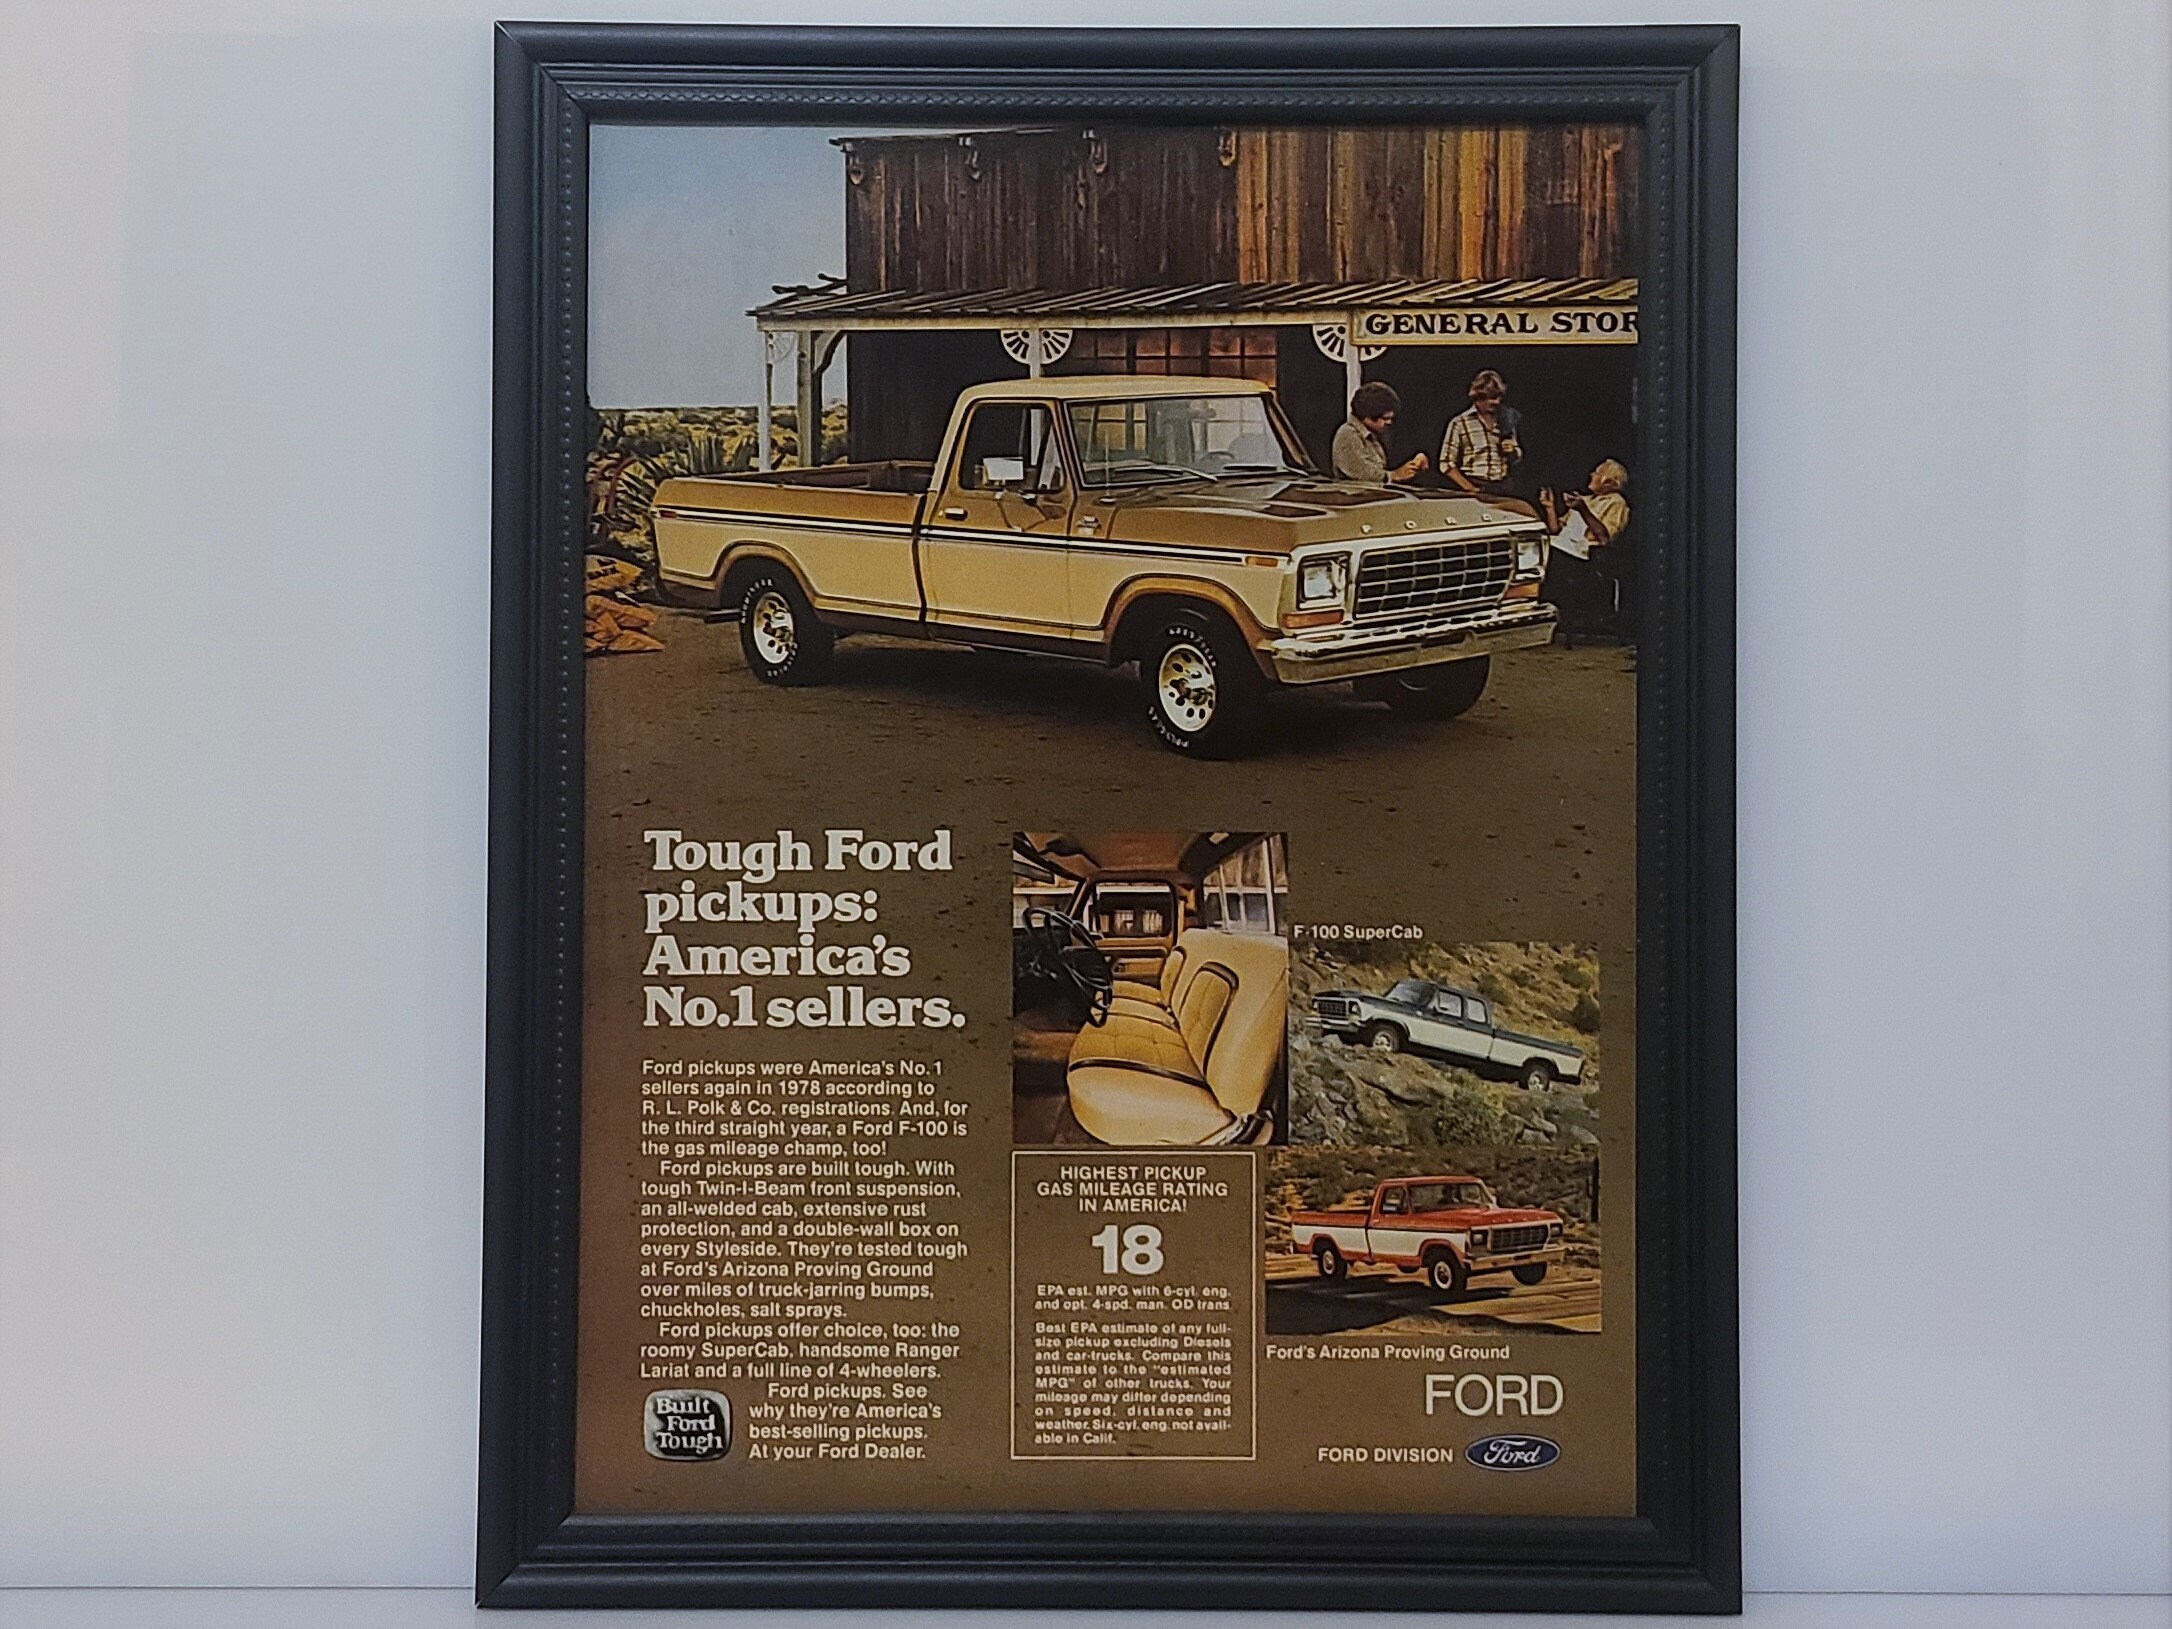 GENERAL STOR
FORD
Tough Ford
pickups:
America's
No.1 sellers.
Ford pickups were America's No. 1
sellers again in 1978 according to
R. L. Polk & Co. registrations. And, for
the third straight year, a Ford F-100 is
the gas mileage champ, too!
Ford pickups are built tough. With
tough Twin-I-Beam front suspension,
an all-welded cab, extensive rust
protection, and a double-wall box on
every Styleside. They're tested tough
at Ford's Arizona Proving Ground
over miles of truck-jarring bumps,
chuckholes, salt sprays.
Ford pickups offer choice, too: the
roomy SuperCab, handsome Ranger
Lariat and a full line of 4-wheelers.
Ford pickups. See
why they're America's
best-selling pickups.
At your Ford Dealer.
Built
Ford
Tough
HIGHEST PICKUP
GAS MILEAGE RATING
IN AMERICA!
18
EPA est. MPG with 6-cyl. eng.
and opt. 4-spd. man. OD trans.
Best EPA estimate of any full-
size pickup excluding Diesels
and car-trucks. Compare this
estimate to the "estimated
MPG" of other trucks. Your
mileage may differ depending
on speed, distance and
weather. Six-cyl. eng. not avail-
able in Calif.
F-100 SuperCab
Ford's Arizona Proving Ground
FORD
FORD DIVISION Ford